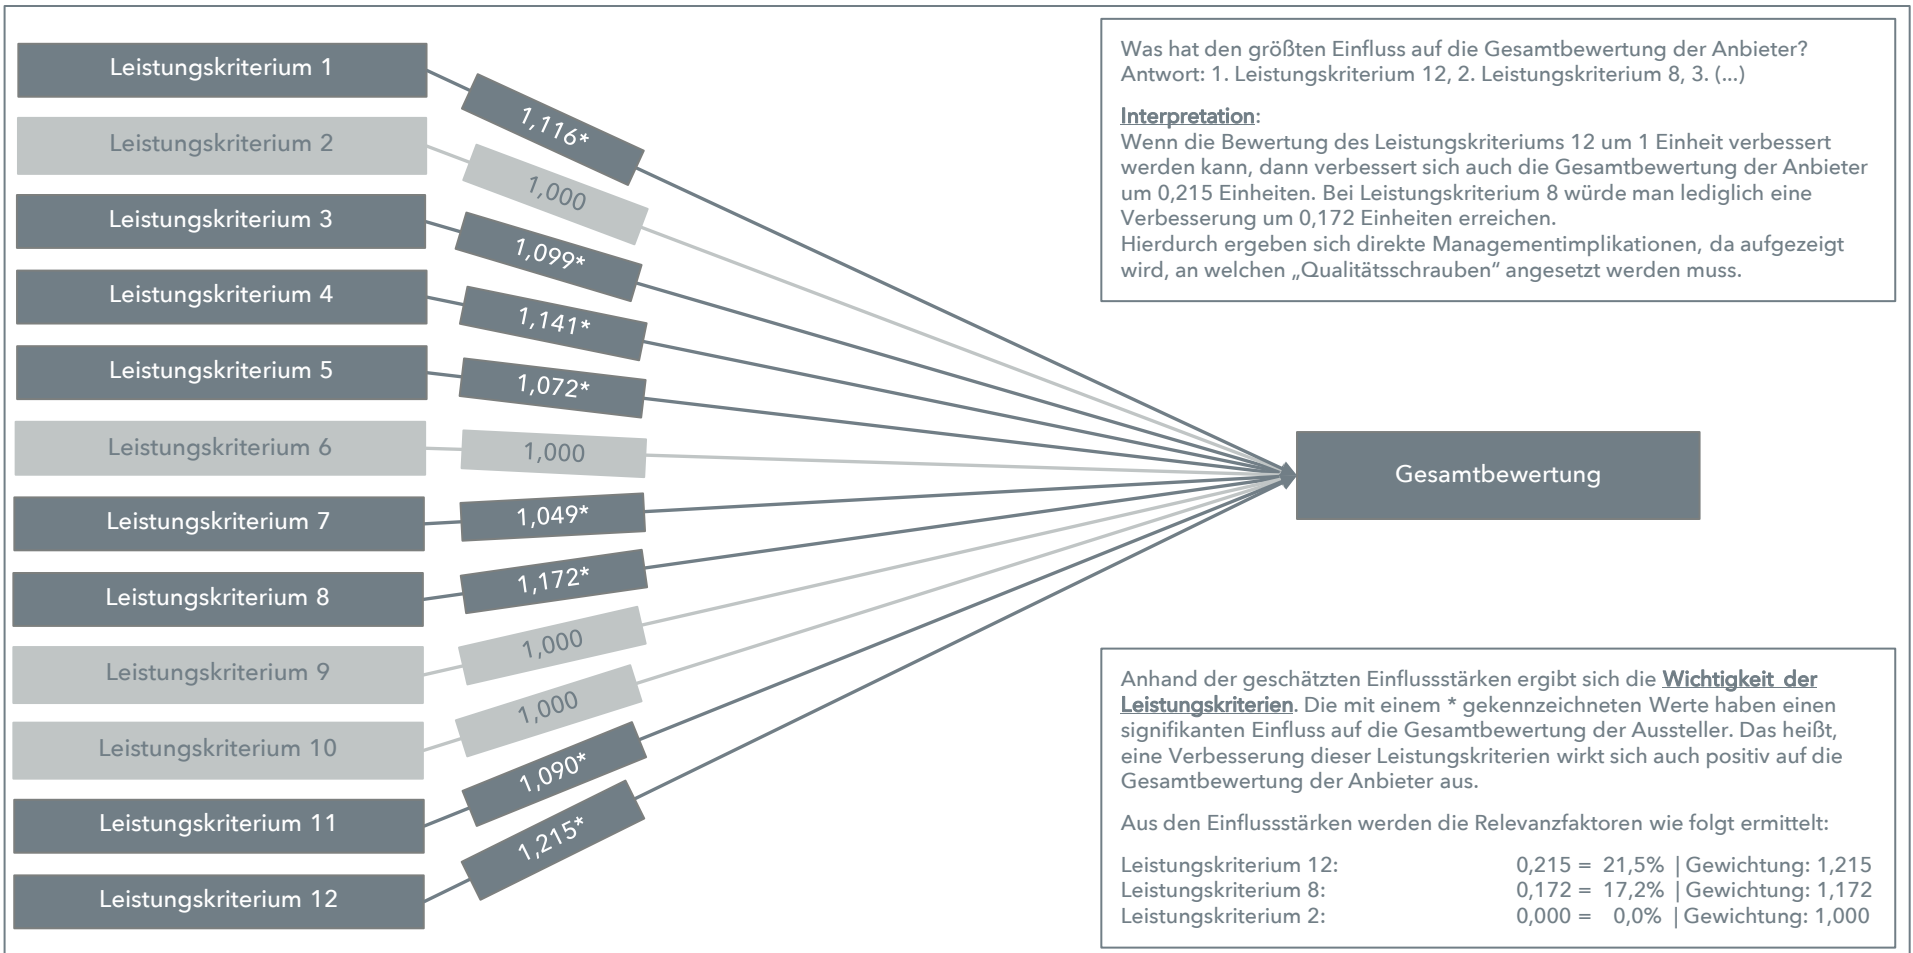 Leistungskriterium 1
1,116*
Leistungskriterium 2
1,000
Leistungskriterium 3
1,099*
Leistungskriterium 4
1,141*
Leistungskriterium 5
1,072*
Leistungskriterium 6
1,000
Leistungskriterium 7
1,049*
Leistungskriterium 8
1,172*
Leistungskriterium 9
1,000
Leistungskriterium 10
1,000
Leistungskriterium 11
1,090*
Leistungskriterium 12
1,215*
Gesamtbewertung
Was hat den größten Einfluss auf die Gesamtbewertung der Anbieter?
Antwort: 1. Leistungskriterium 12, 2. Leistungskriterium 8, 3. (...)
Interpretation:
Wenn die Bewertung des Leistungskriteriums 12 um 1 Einheit verbessert
werden kann, dann verbessert sich auch die Gesamtbewertung der Anbieter
um 0,215 Einheiten. Bei Leistungskriterium 8 würde man lediglich eine
Verbesserung um 0,172 Einheiten erreichen.
Hierdurch ergeben sich direkte Managementimplikationen, da aufgezeigt
wird, an welchen „Qualitätsschrauben“ angesetzt werden muss.
Anhand der geschätzten Einflussstärken ergibt sich die Wichtigkeit der
Leistungskriterien. Die mit einem * gekennzeichneten Werte haben einen
signifikanten Einfluss auf die Gesamtbewertung der Aussteller. Das heißt,
eine Verbesserung dieser Leistungskriterien wirkt sich auch positiv auf die
Gesamtbewertung der Anbieter aus.
Aus den Einflussstärken werden die Relevanzfaktoren wie folgt ermittelt:
Leistungskriterium 12: 0,215 = 21,5% | Gewichtung: 1,215
Leistungskriterium 8: 0,172 = 17,2% | Gewichtung: 1,172
Leistungskriterium 2: 0,000 = 0,0% | Gewichtung: 1,000